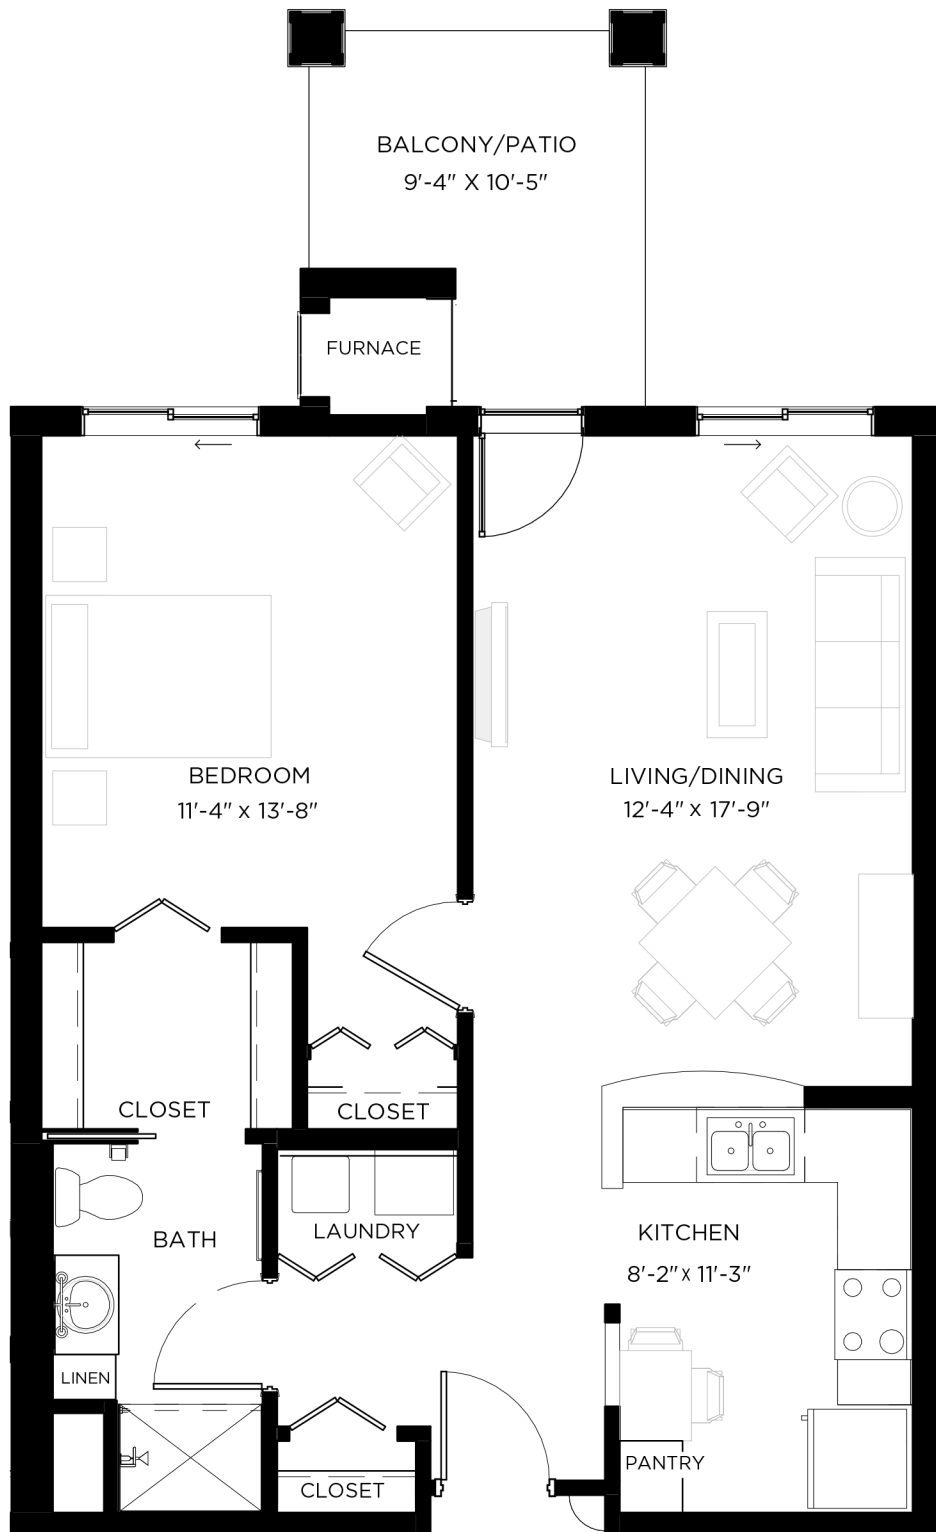 BALCONY/PATIO
9'-4" X 10'-5"
FURNACE
BEDROOM
11'-4" x 13'-8"
LIVING/DINING
12'-4" x 17'-9"
CLOSET
CLOSET
LAUNDRY
BATH
KITCHEN
8'-2" x 11'-3"
LINEN
PANTRY
CLOSET